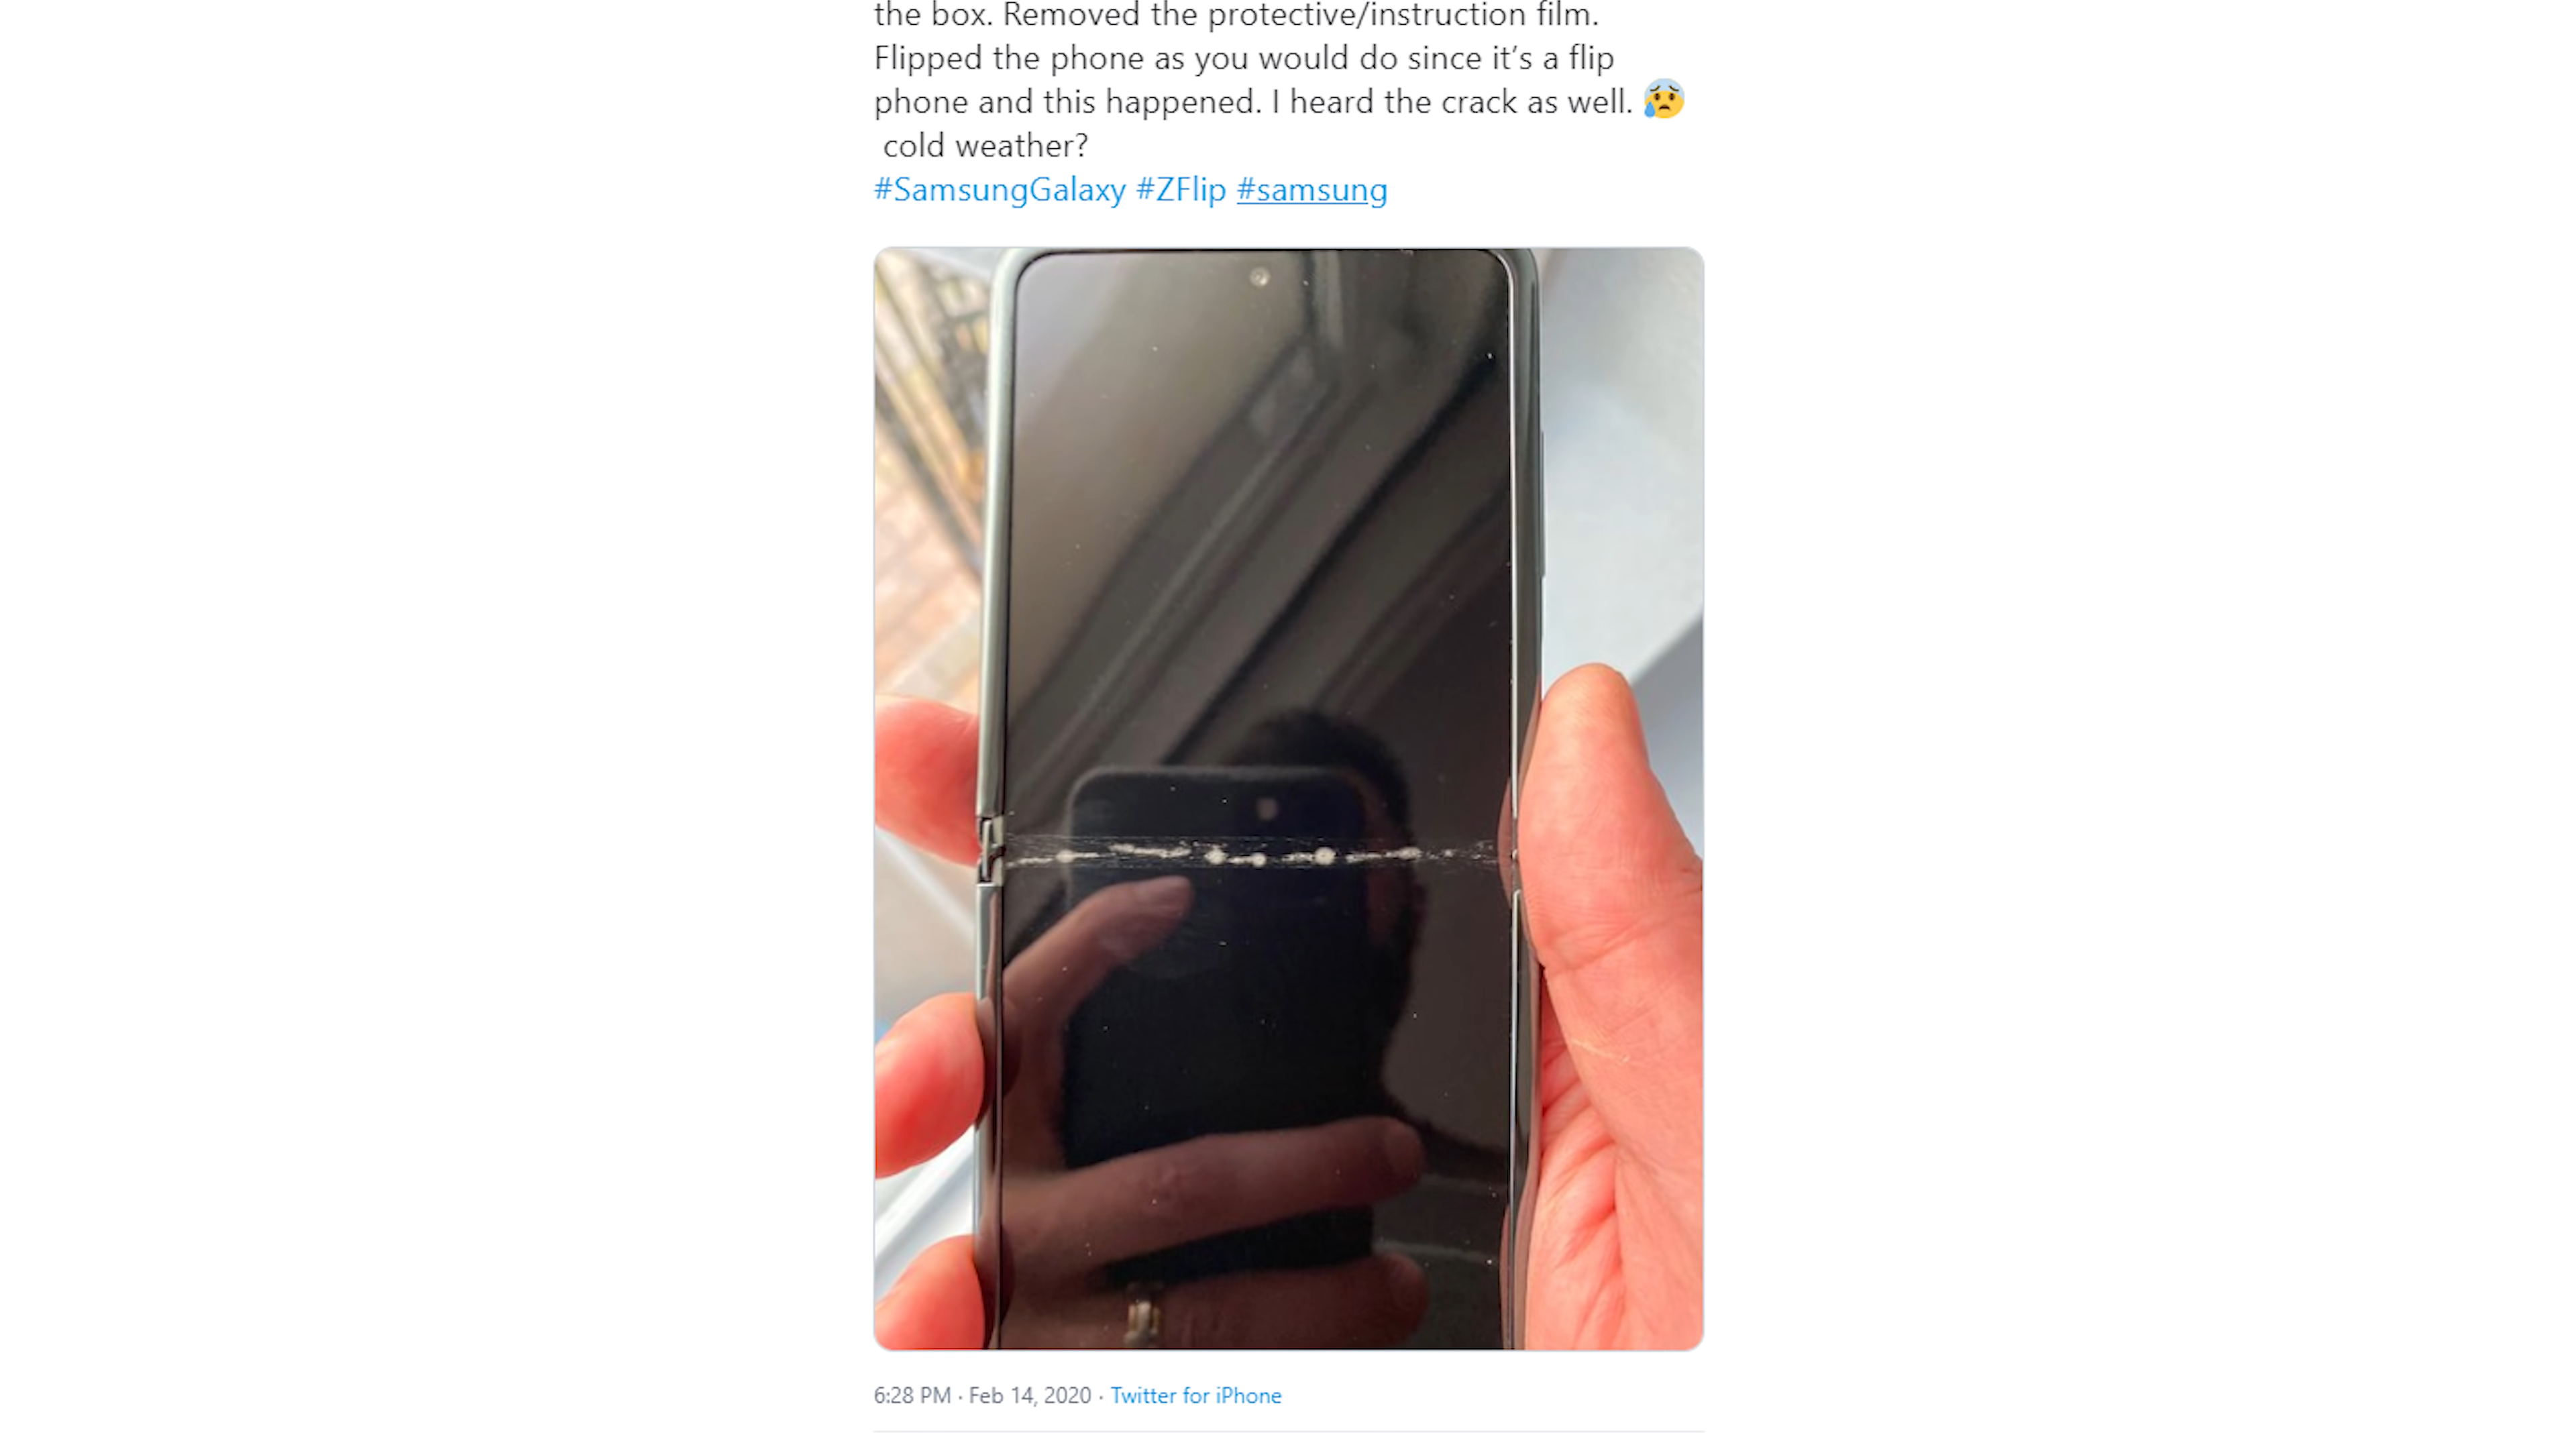 the box. Removed the protective/instruction film.
Flipped the phone as you would do since it’s a flip
phone and this happened. I heard the crack as well. 😰
cold weather?
#SamsungGalaxy #ZFlip #samsung
6:28 PM · Feb 14, 2020 · Twitter for iPhone